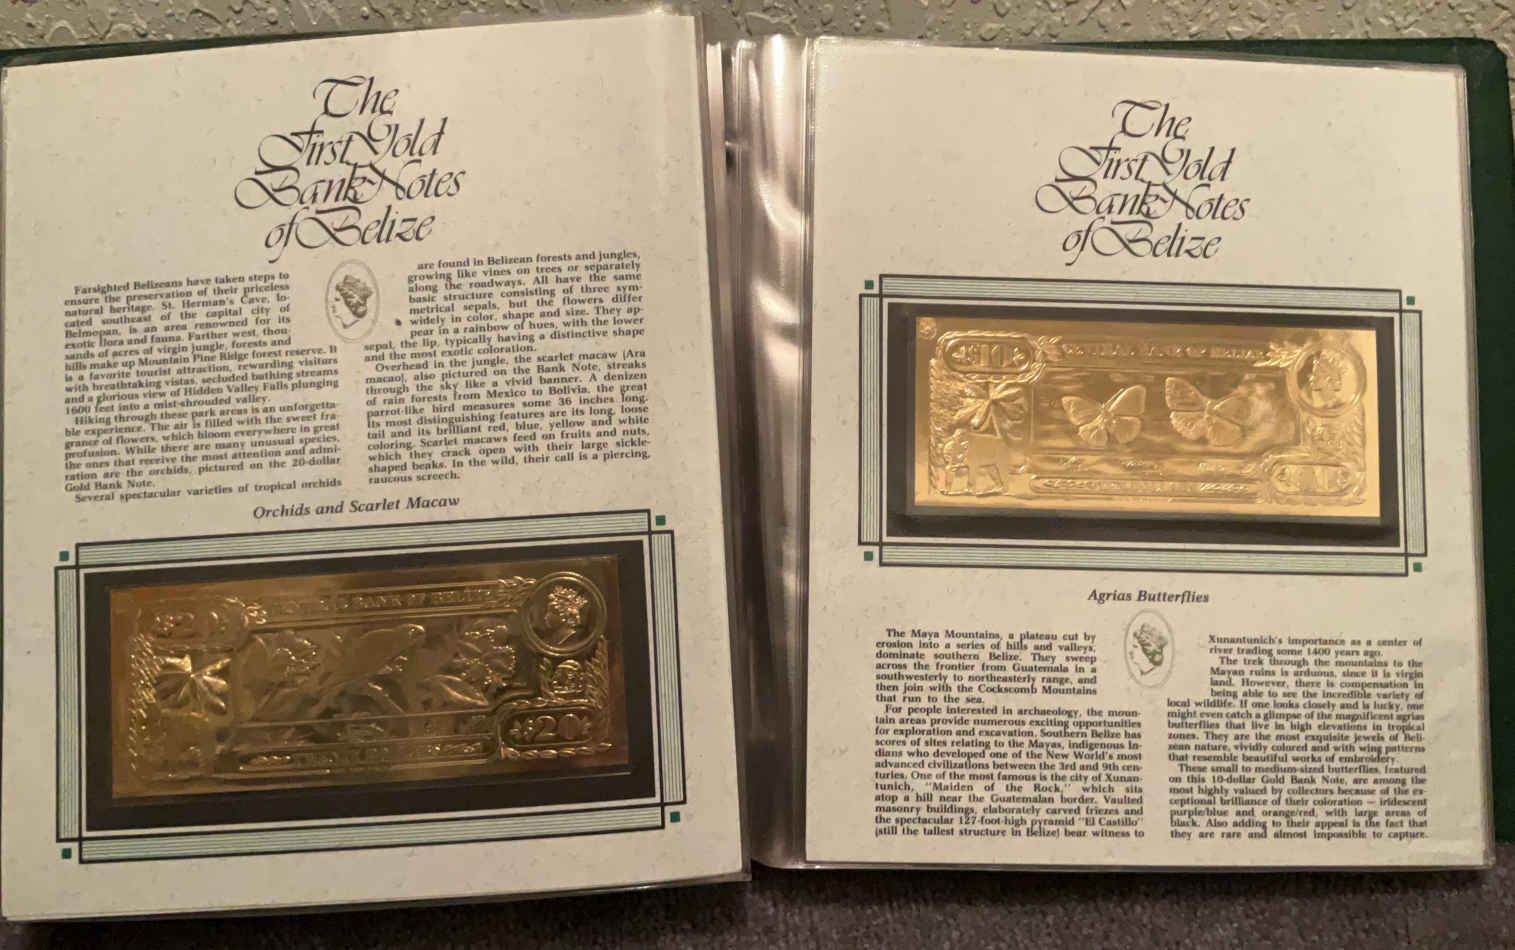 The
First Gold
Bank Notes
of Belize
Farsighted Belizeans have taken steps to
ensure the preservation of their priceless
natural heritage. St. Herman's Cave, lo-
cated southeast of the capital city of
Belmopan, is an area renowned for its
exotic flora and fauna. Farther west, thou-
sands of acres of virgin jungle, forests and
hills make up Mountain Pine Ridge forest reserve. It
is a favorite tourist attraction, rewarding visitors
with breathtaking vistas, secluded bathing streams
and a glorious view of Hidden Valley Falls plunging
1600 feet into a mist-shrouded valley.
Hiking through these park areas is an unforgetta-
ble experience. The air is filled with the sweet fra-
grance of flowers, which bloom everywhere in great
profusion. While there are many unusual species,
the ones that receive the most attention and admi-
ration are the orchids, pictured on the 20-dollar
Gold Bank Note.
Several spectacular varieties of tropical orchids
are found in Belizean forests and jungles,
growing like vines on trees or separately
along the roadways. All have the same
basic structure consisting of three sym-
metrical sepals, but the flowers differ
widely in color, shape and size. They ap-
pear in a rainbow of hues, with the lower
sepal, the lip, typically having a distinctive shape
and the most exotic coloration.
Overhead in the jungle, the scarlet macaw (Ara
macao), also pictured on the Bank Note, streaks
through the sky like a vivid banner. A denizen
of rain forests from Mexico to Bolivia, the great
parrot-like bird measures some 36 inches long.
Its most distinguishing features are its long, loose
tail and its brilliant red, blue, yellow and white
coloring. Scarlet macaws feed on fruits and nuts,
which they crack open with their large sickle-
shaped beaks. In the wild, their call is a piercing,
raucous screech.
Orchids and Scarlet Macaw
$20
CENTRAL BANK OF BELIZE
$20
The
First Gold
Bank Notes
of Belize
$10
CENTRAL BANK OF BELIZE
$10
Agrias Butterflies
The Maya Mountains, a plateau cut by
erosion into a series of hills and valleys,
dominate southern Belize. They sweep
across the frontier from Guatemala in a
southwesterly to northeasterly range, and
then join with the Cockscomb Mountains
that run to the sea.
For people interested in archaeology, the moun-
tain areas provide numerous exciting opportunities
for exploration and excavation. Southern Belize has
scores of sites relating to the Mayas, indigenous In-
dians who developed one of the New World's most
advanced civilizations between the 3rd and 9th cen-
turies. One of the most famous is the city of Xunan-
tunich, "Maiden of the Rock," which sits
atop a hill near the Guatemalan border. Vaulted
masonry buildings, elaborately carved friezes and
the spectacular 127-foot-high pyramid "El Castillo"
(still the tallest structure in Belize) bear witness to
Xunantunich's importance as a center of
river trading some 1400 years ago.
The trek through the mountains to the
Mayan ruins is arduous, since it is virgin
land. However, there is compensation in
being able to see the incredible variety of
local wildlife. If one looks closely and is lucky, one
might even catch a glimpse of the magnificent agrias
butterflies that live in high elevations in tropical
zones. They are the most exquisite jewels of Beli-
zean nature, vividly colored and with wing patterns
that resemble beautiful works of embroidery.
These small to medium-sized butterflies, featured
on this 10-dollar Gold Bank Note, are among the
most highly valued by collectors because of the ex-
ceptional brilliance of their coloration — iridescent
purple/blue and orange/red, with large areas of
black. Also adding to their appeal is the fact that
they are rare and almost impossible to capture.